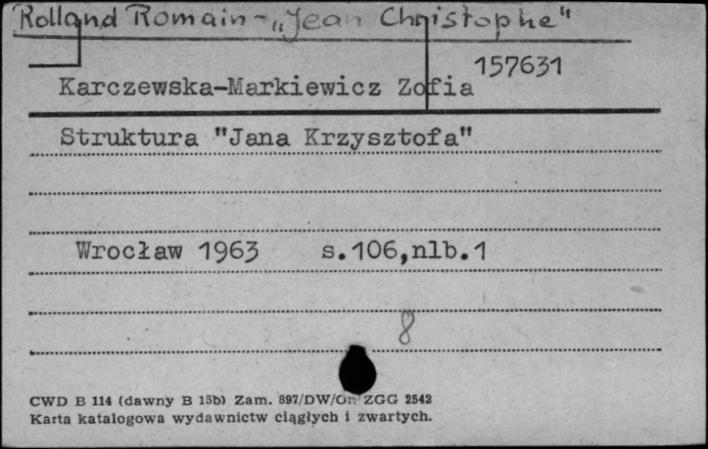 Rolland Romain - „Jean Christophe"
157631
Karczewska-Markiewicz Zofia
Struktura "Jana Krzysztofa"
Wrocław 1963 s.106,nlb.1
8
CWD B 114 (dawny B 15b) Zam. 897/DW/On ZGG 2542
Karta katalogowa wydawnictw ciągłych i zwartych.